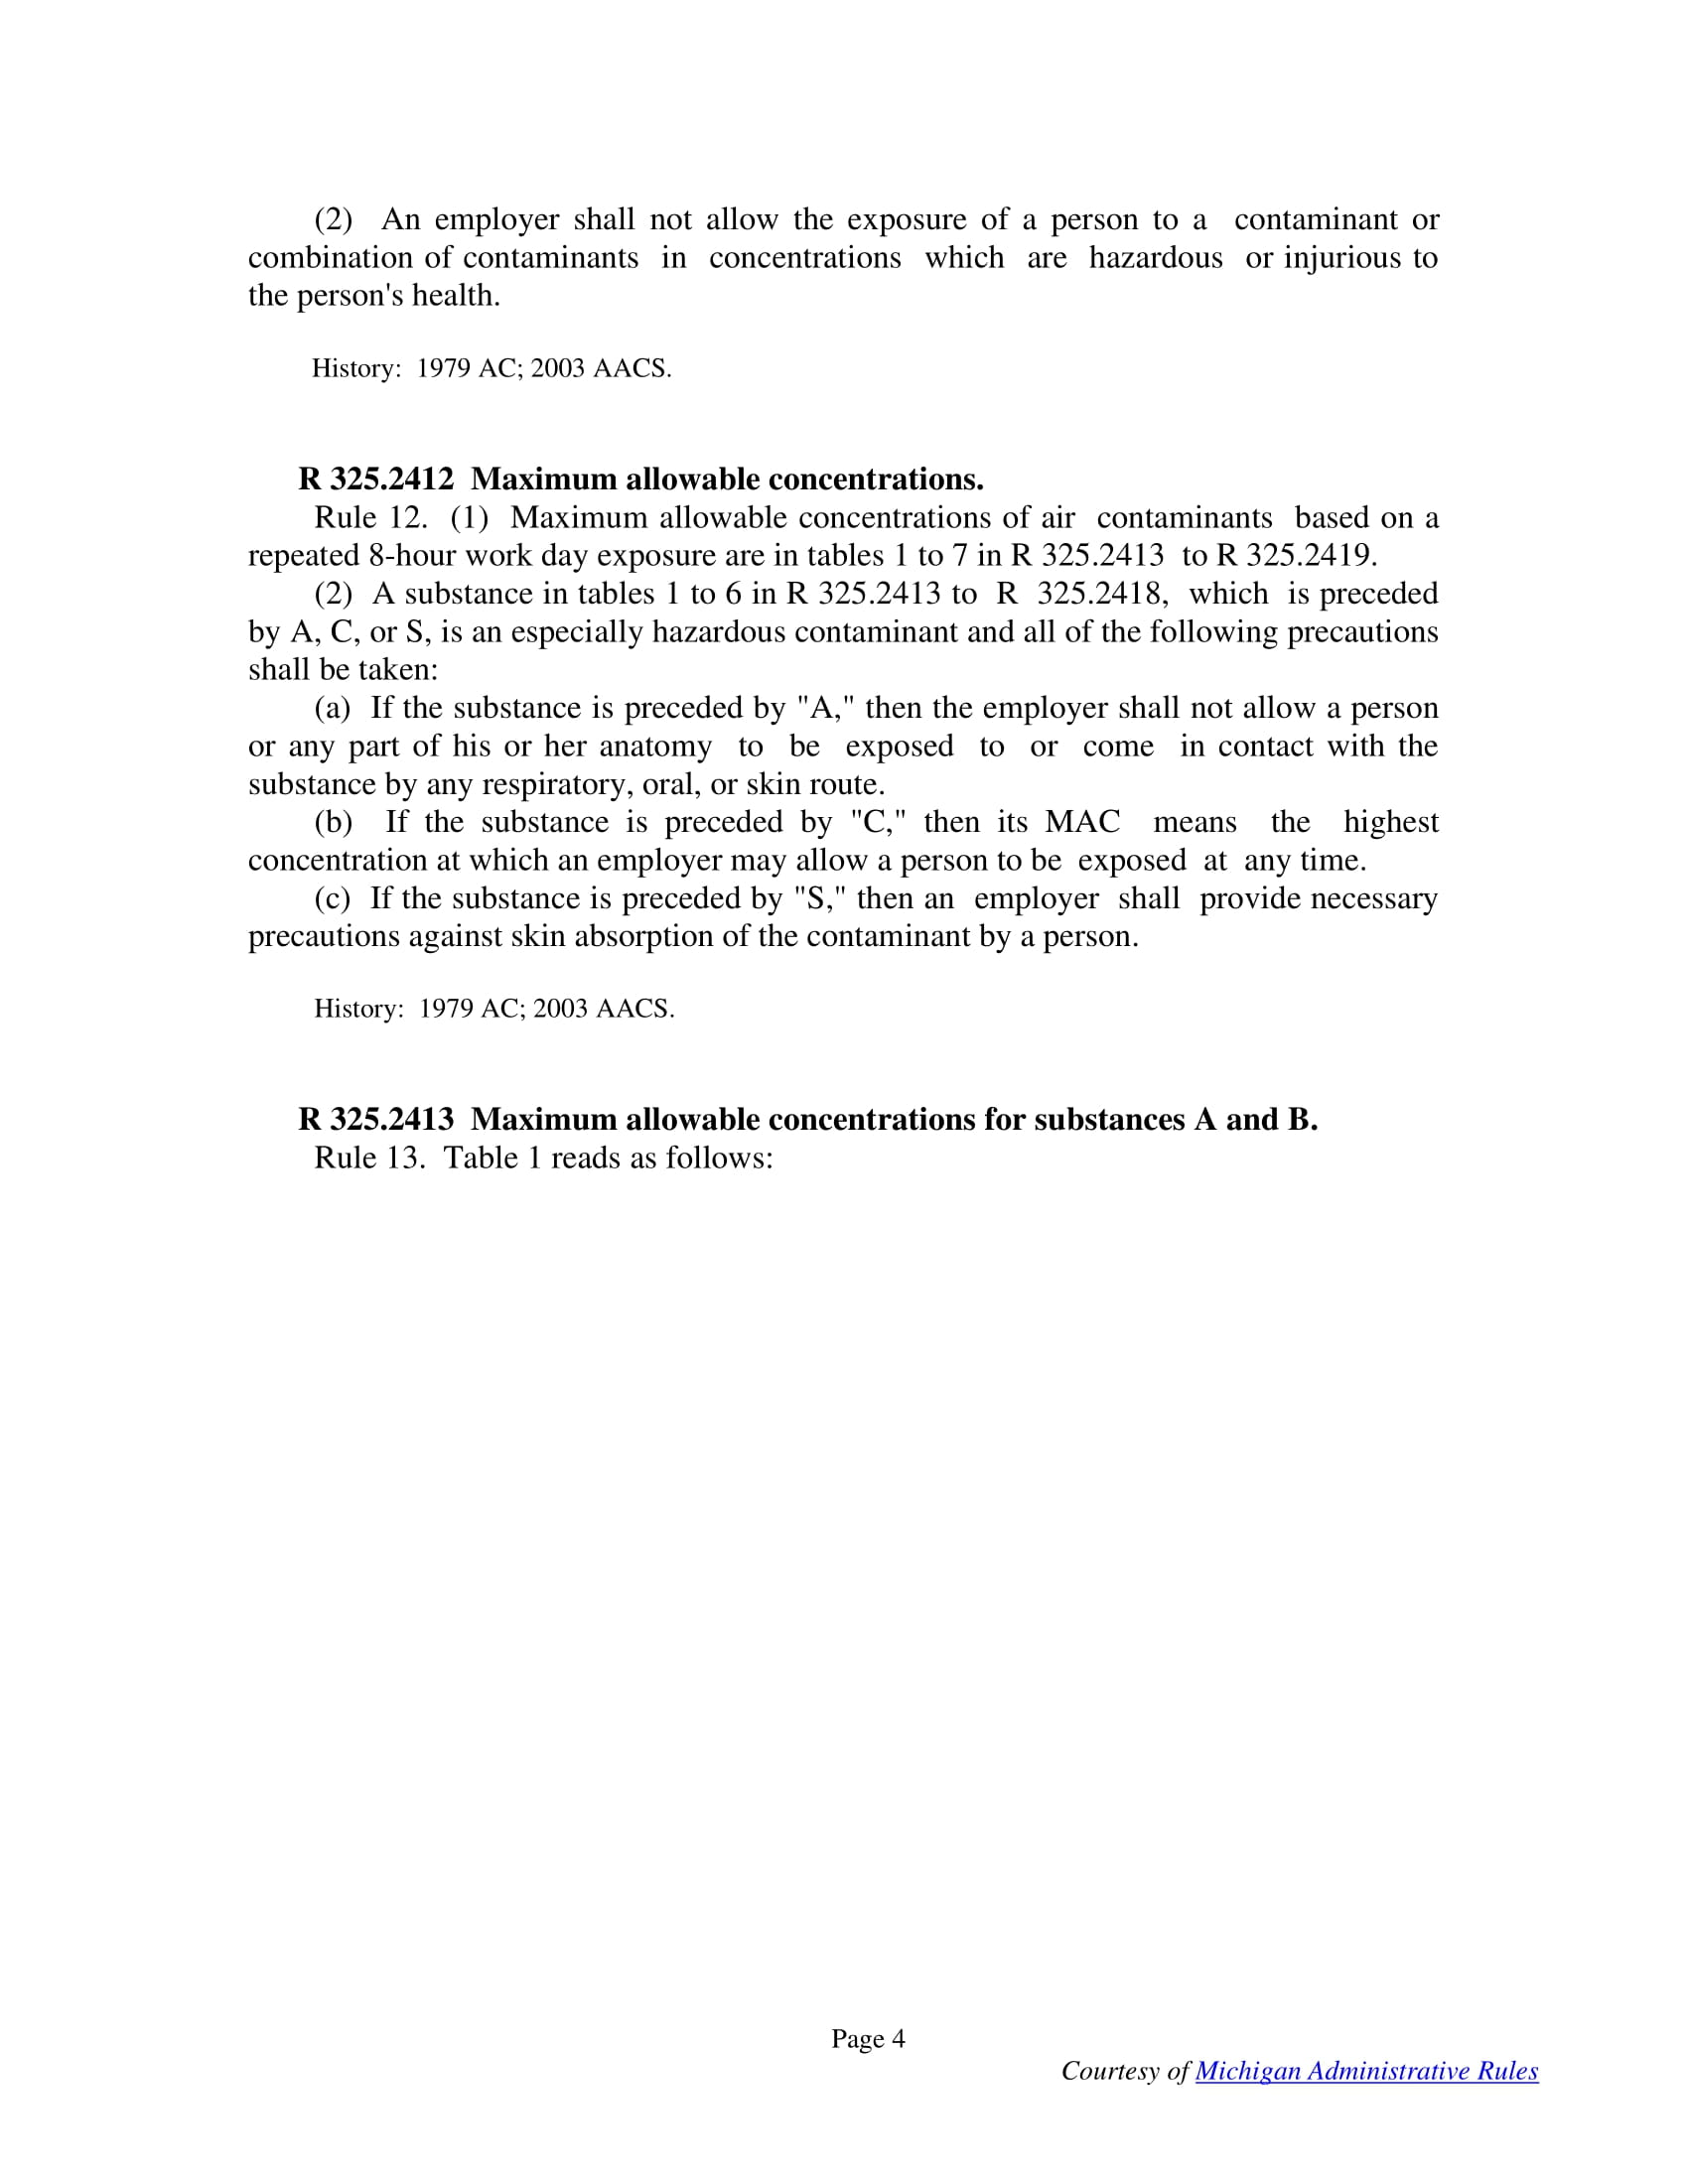 (2) An employer shall not allow the exposure of a person to a contaminant or
combination of contaminants in concentrations which are hazardous or injurious to
the person's health.
History: 1979 AC; 2003 AACS.
R 325.2412 Maximum allowable concentrations.
Rule 12. (1) Maximum allowable concentrations of air contaminants based on a
repeated 8-hour work day exposure are in tables 1 to 7 in R 325.2413 to R 325.2419.
(2) A substance in tables 1 to 6 in R 325.2413 to R 325.2418, which is preceded
by A, C, or S, is an especially hazardous contaminant and all of the following precautions
shall be taken:
(a) If the substance is preceded by "A," then the employer shall not allow a person
or any part of his or her anatomy to be exposed to or come in contact with the
substance by any respiratory, oral, or skin route.
(b) If the substance is preceded by "C," then its MAC means the highest
concentration at which an employer may allow a person to be exposed at any time.
(c) If the substance is preceded by "S," then an employer shall provide necessary
precautions against skin absorption of the contaminant by a person.
History: 1979 AC; 2003 AACS.
R 325.2413 Maximum allowable concentrations for substances A and B.
Rule 13. Table 1 reads as follows:
Page 4
Courtesy of Michigan Administrative Rules